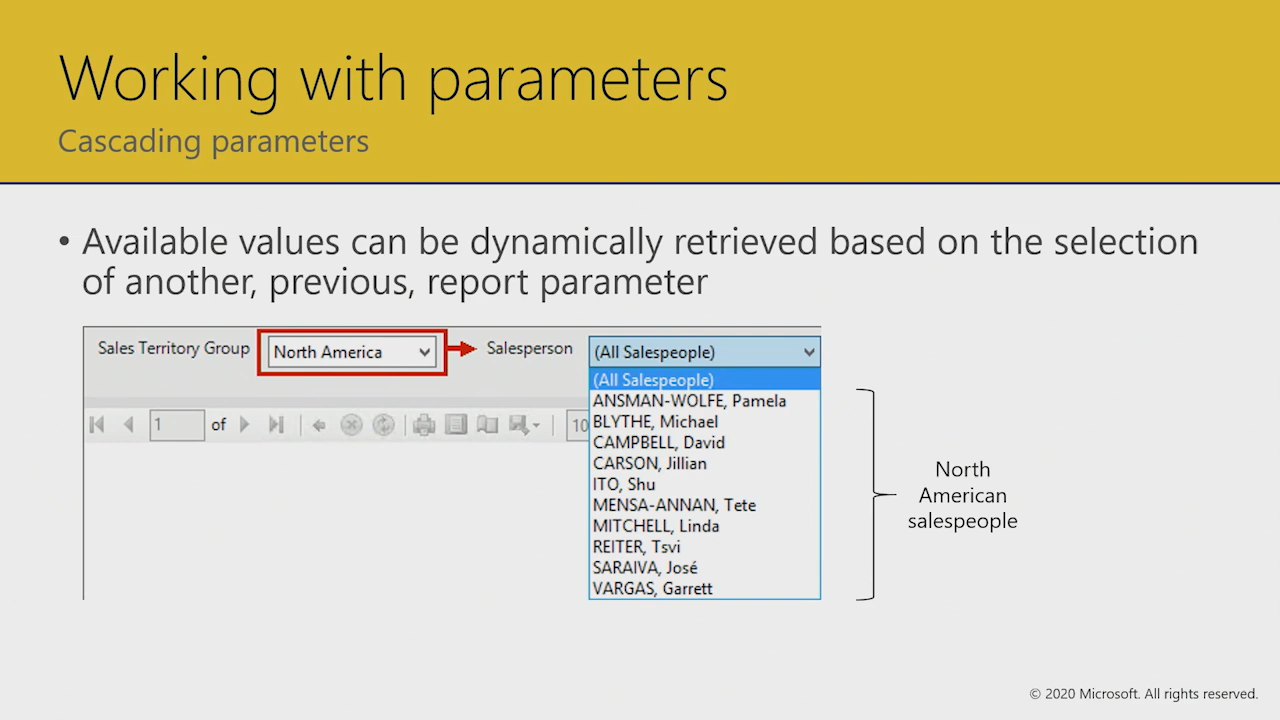 Working with parameters
Cascading parameters
• Available values can be dynamically retrieved based on the selection
of another, previous, report parameter
Sales Territory Group North America Salesperson (All Salespeople)
(All Salespeople)
ANSMAN-WOLFE, Pamela
BLYTHE, Michael
CAMPBELL, David
CARSON, Jillian
ITO, Shu
MENSA-ANNAN, Tete
MITCHELL, Linda
REITER, Tsvi
SARAIVA, José
VARGAS, Garrett
1 of 10
North
American
salespeople
© 2020 Microsoft. All rights reserved.